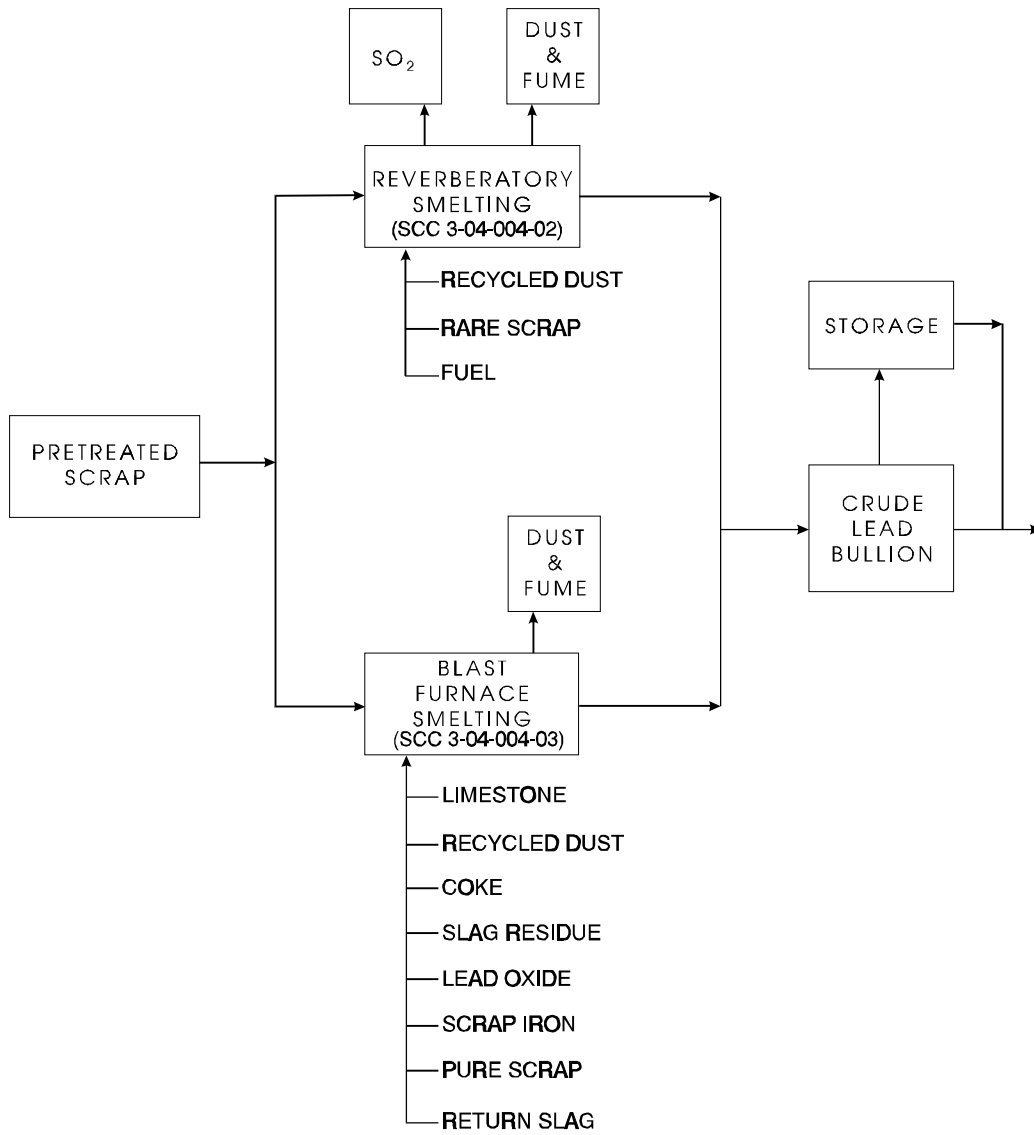 SO2
DUST
&
FUME
REVERBERATORY
SMELTING
(SCC 3-04-004-02)
RECYCLED DUST
RARE SCRAP
FUEL
STORAGE
PRETREATED
SCRAP
CRUDE
LEAD
BULLION
DUST
&
FUME
BLAST
FURNACE
SMELTING
(SCC 3-04-004-03)
LIMESTONE
RECYCLED DUST
COKE
SLAG RESIDUE
LEAD OXIDE
SCRAP IRON
PURE SCRAP
RETURN SLAG